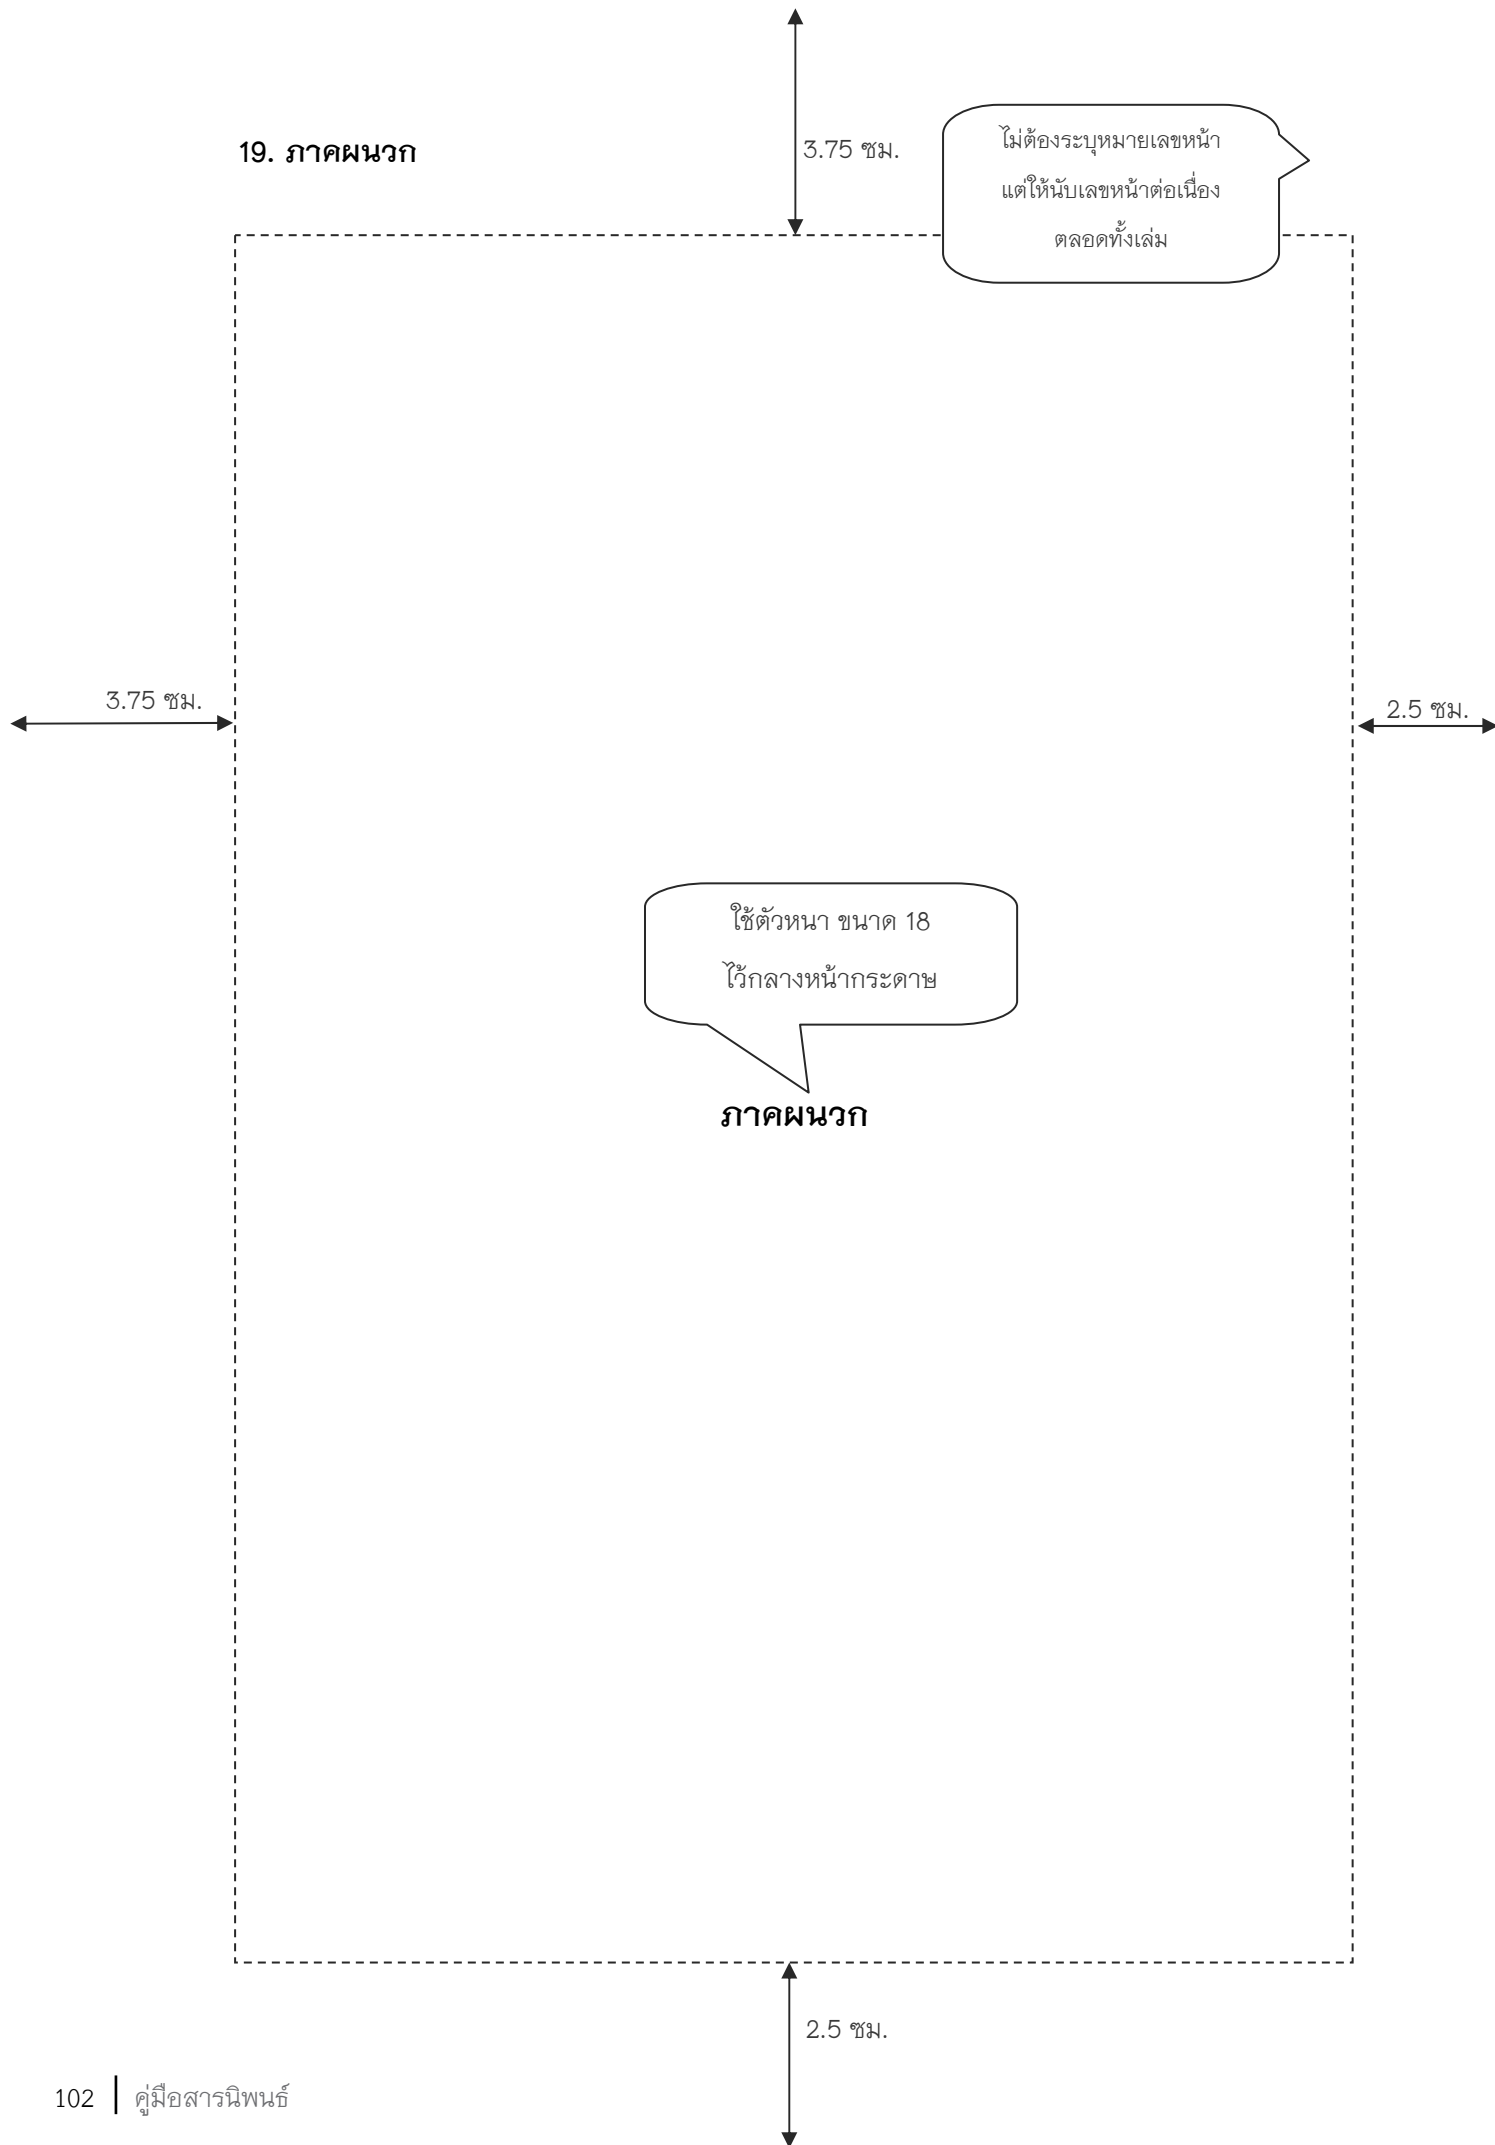 19. ภาคผนวก
3.75 ซม.
ไม่ต้องระบุหมายเลขหน้า
แต่ให้นับเลขหน้าต่อเนื่อง
ตลอดทั้งเล่ม
3.75 ซม.
2.5 ซม.
ใช้ตัวหนา ขนาด 18
ไว้กลางหน้ากระดาษ
ภาคผนวก
2.5 ซม.
102 คู่มือสารนิพนธ์